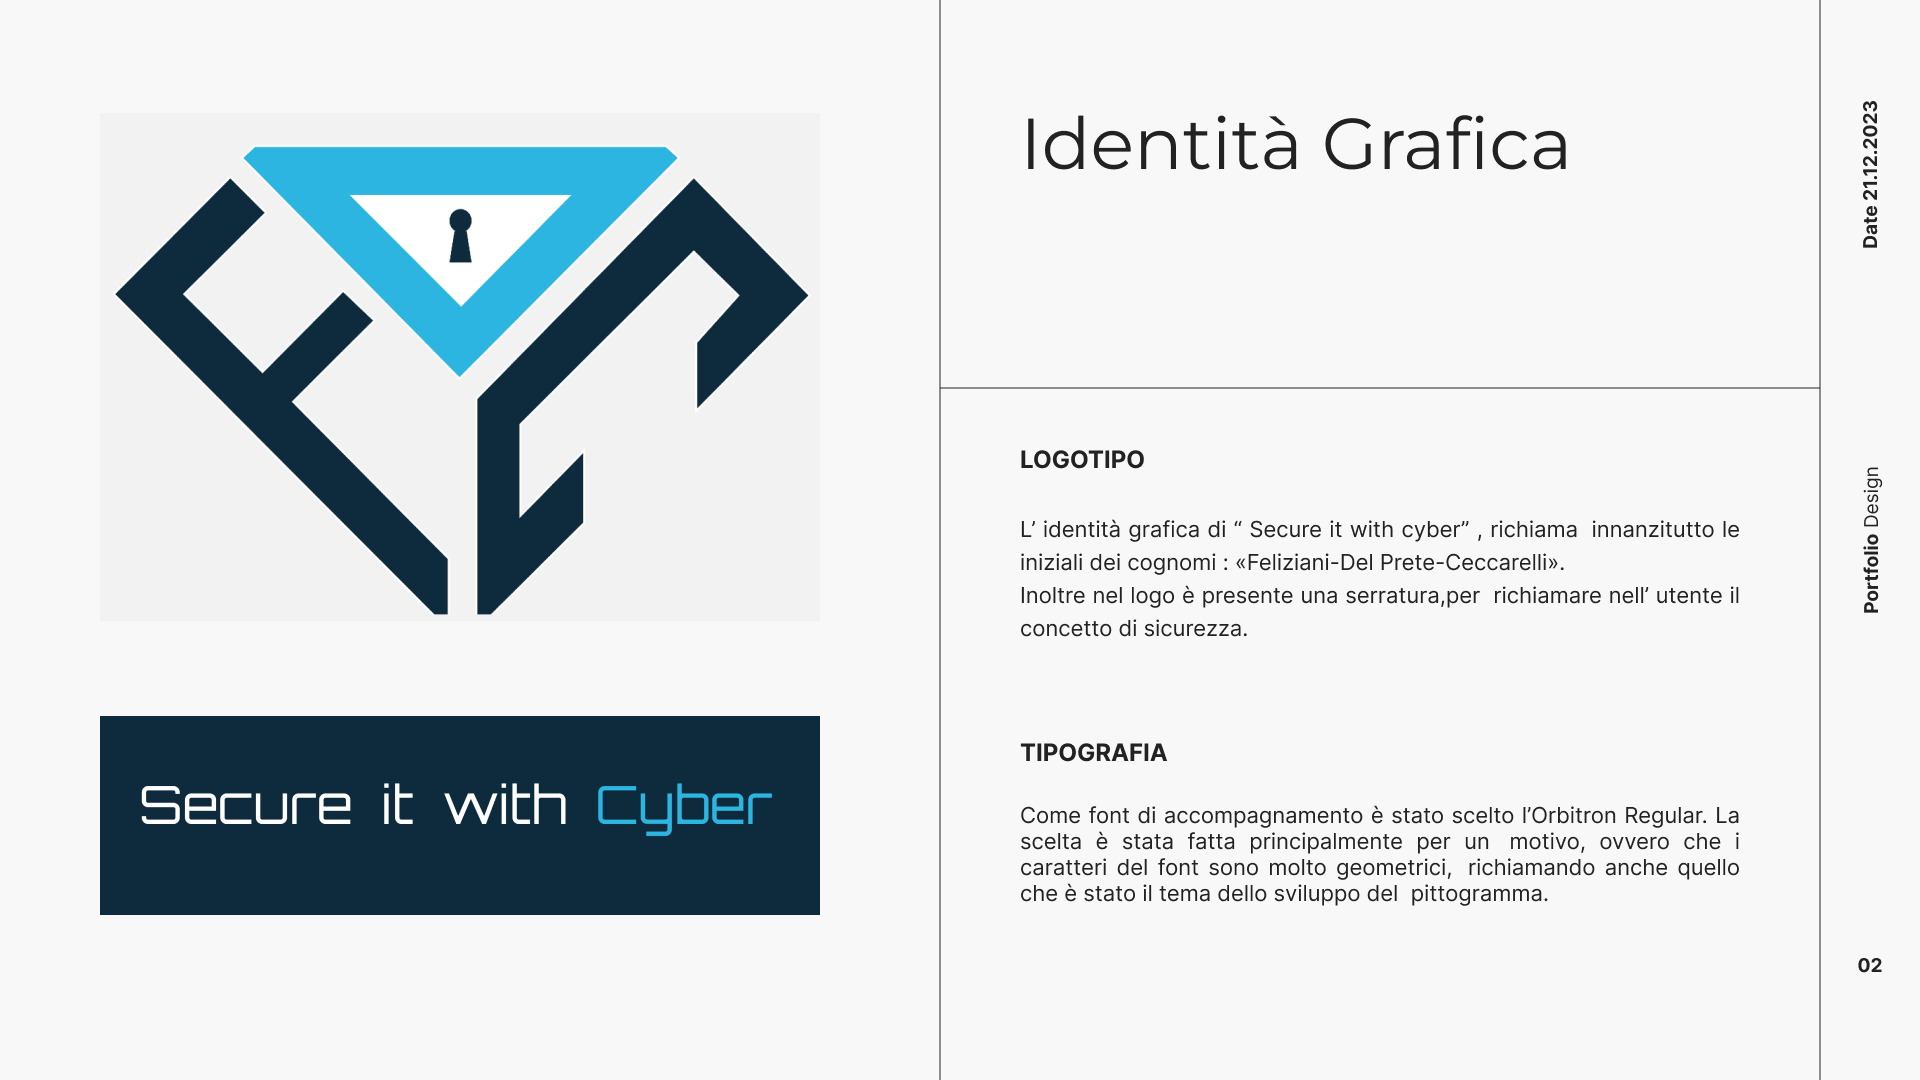 Identità Grafica
LOGOTIPO
L’ identità grafica di “ Secure it with cyber” , richiama  innanzitutto le
iniziali dei cognomi : «Feliziani-Del Prete-Ceccarelli».
Inoltre nel logo è presente una serratura,per  richiamare nell’ utente il
concetto di sicurezza.
TIPOGRAFIA
Come font di accompagnamento è stato scelto l’Orbitron Regular. La
scelta è stata fatta principalmente per un  motivo, ovvero che i
caratteri del font sono molto geometrici,  richiamando anche quello
che è stato il tema dello sviluppo del  pittogramma.
Secure it with Cyber
Date 21.12.2023
Portfolio Design
02